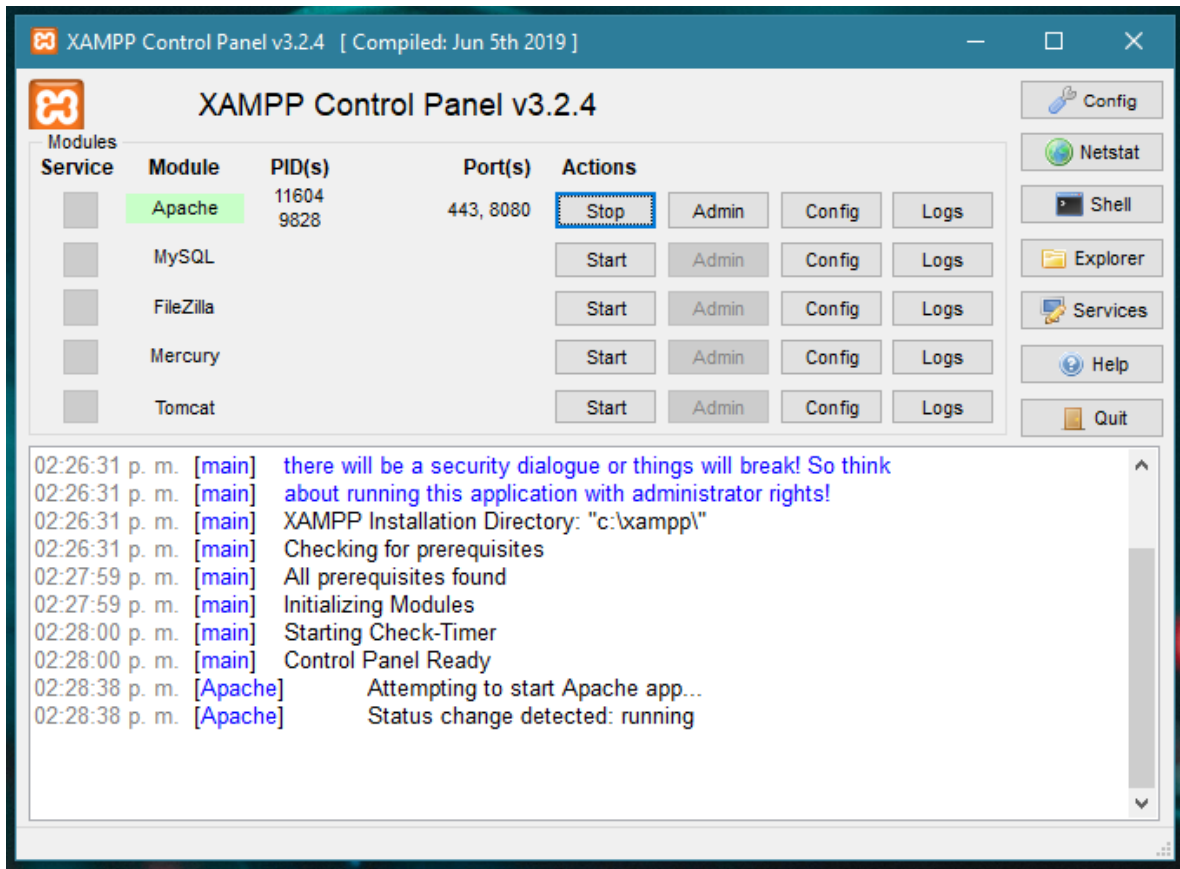 XAMPP Control Panel v3.2.4 [ Compiled: Jun 5th 2019 ]
XAMPP Control Panel v3.2.4
Config
Modules
Netstat
Service Module PID(s) Port(s) Actions
Apache 11604 9828 443, 8080 Stop Admin Config Logs
Shell
MySQL Start Admin Config Logs
Explorer
FileZilla Start Admin Config Logs
Services
Mercury Start Admin Config Logs
Help
Tomcat Start Admin Config Logs
Quit
02:26:31 p. m. [main] there will be a security dialogue or things will break! So think
02:26:31 p. m. [main] about running this application with administrator rights!
02:26:31 p. m. [main] XAMPP Installation Directory: "c:\xampp\"
02:26:31 p. m. [main] Checking for prerequisites
02:27:59 p. m. [main] All prerequisites found
02:27:59 p. m. [main] Initializing Modules
02:28:00 p. m. [main] Starting Check-Timer
02:28:00 p. m. [main] Control Panel Ready
02:28:38 p. m. [Apache] Attempting to start Apache app...
02:28:38 p. m. [Apache] Status change detected: running